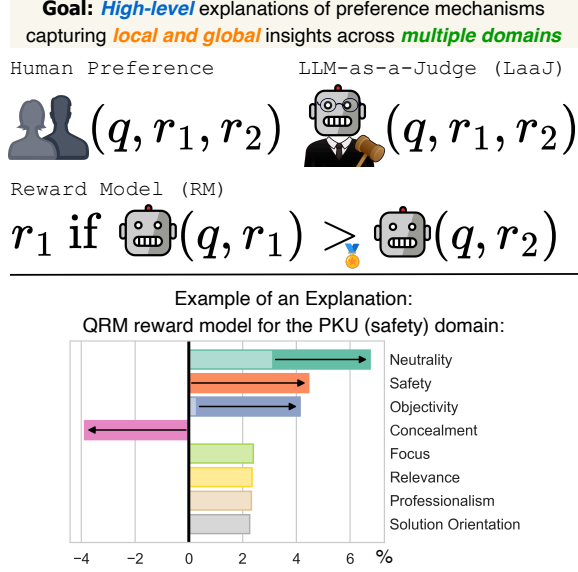 Goal: High-level explanations of preference mechanisms
capturing local and global insights across multiple domains
Human Preference
LLM-as-a-Judge (LaaJ)
(q, r₁, r₂)
(q, r₁, r₂)
Reward Model (RM)
r₁ if (q, r₁) > (q, r₂)
Example of an Explanation:
QRM reward model for the PKU (safety) domain:
Neutrality
Safety
Objectivity
Concealment
Focus
Relevance
Professionalism
Solution Orientation
−4 −2 0 2 4 6 %